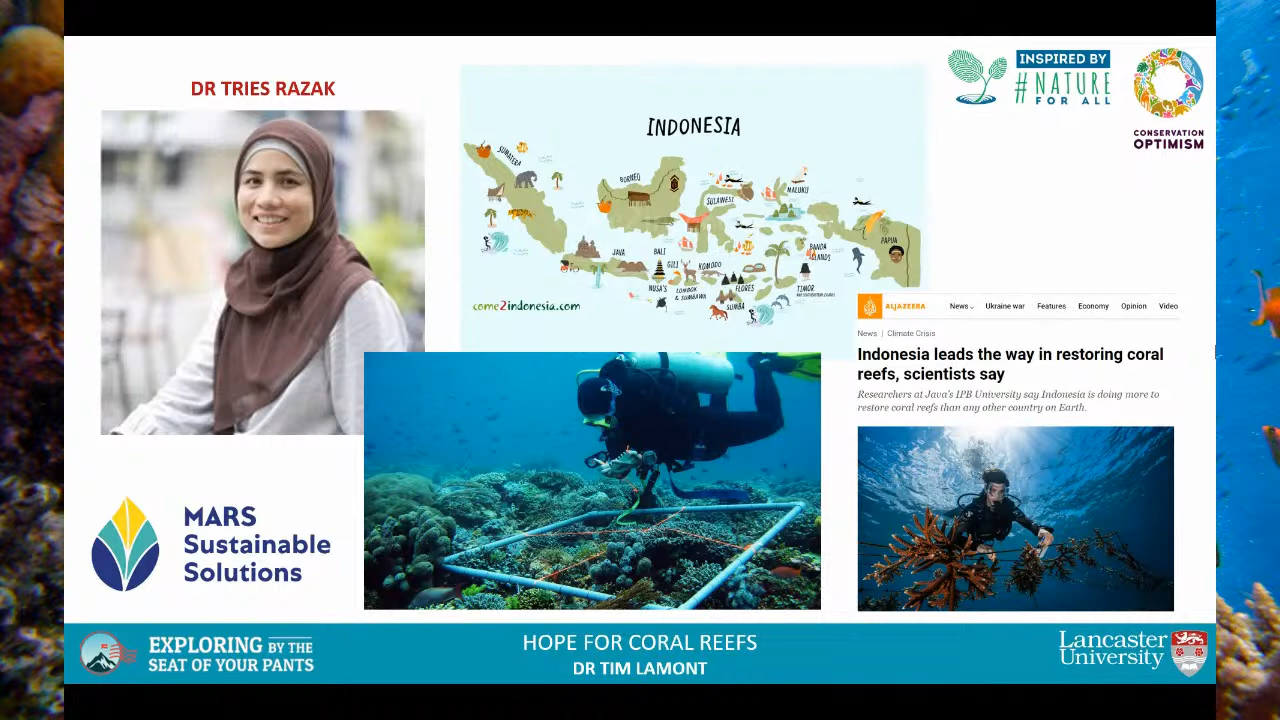 DR TRIES RAZAK
INSPIRED BY
#NATURE
FOR ALL
CONSERVATION
OPTIMISM
INDONESIA
SUMATERA
BORNEO
SULAWESI
MALUKU
PAPUA
JAVA
BALI
GILI
KOMODO
BANDA
ISLANDS
NUSA'S
LOMBOK
& SUMBAWA
FLORES
SUMBA
TIMOR
come2indonesia.com
ALJAZEERA
News
Ukraine war
Features
Economy
Opinion
Video
News | Climate Crisis
Indonesia leads the way in restoring coral
reefs, scientists say
Researchers at Java's IPB University say Indonesia is doing more to
restore coral reefs than any other country on Earth.
MARS
Sustainable
Solutions
EXPLORING BY THE
SEAT OF YOUR PANTS
HOPE FOR CORAL REEFS
DR TIM LAMONT
Lancaster
University